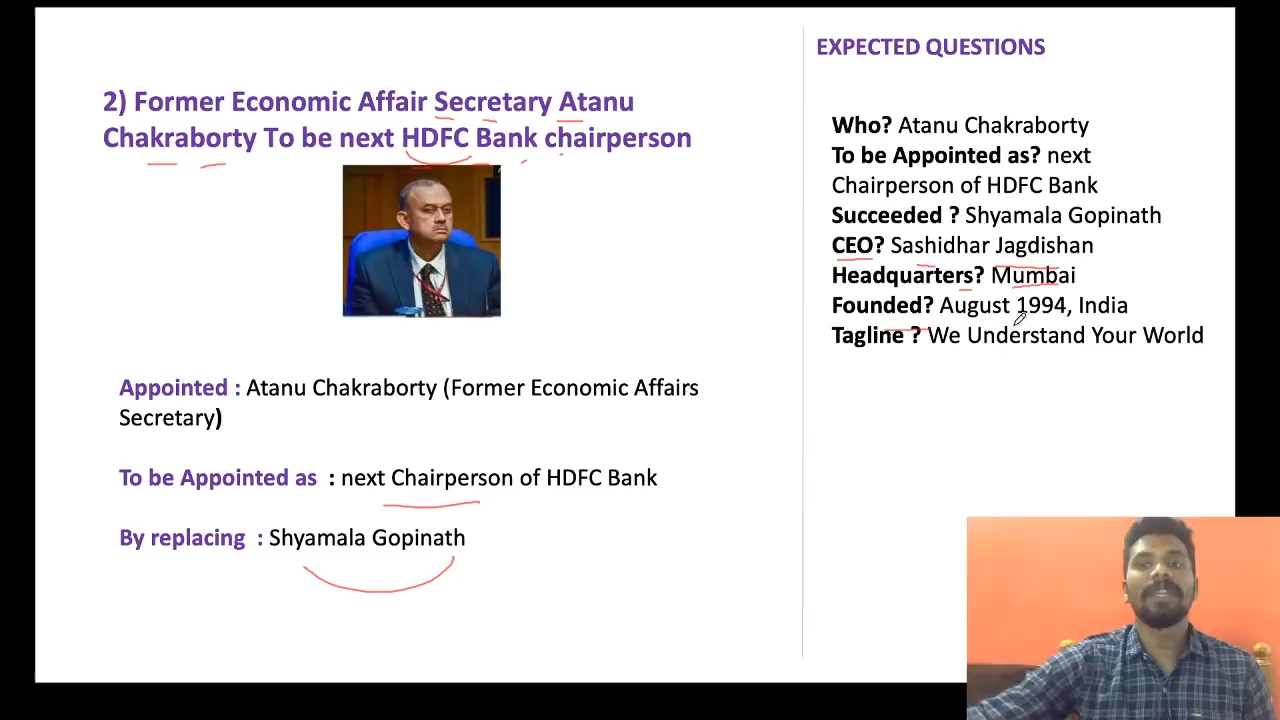 2) Former Economic Affair Secretary Atanu
Chakraborty To be next HDFC Bank chairperson
Appointed : Atanu Chakraborty (Former Economic Affairs
Secretary)
To be Appointed as : next Chairperson of HDFC Bank
By replacing : Shyamala Gopinath
EXPECTED QUESTIONS
Who? Atanu Chakraborty
To be Appointed as? next
Chairperson of HDFC Bank
Succeeded ? Shyamala Gopinath
CEO? Sashidhar Jagdishan
Headquarters? Mumbai
Founded? August 1994, India
Tagline ? We Understand Your World